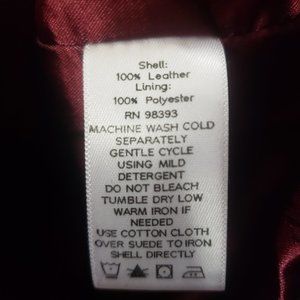 Shell:
100% Leather
Lining:
100% Polyester
RN 98393
MACHINE WASH COLD
SEPARATELY
GENTLE CYCLE
USING MILD
DETERGENT
DO NOT BLEACH
TUMBLE DRY LOW
WARM IRON IF
NEEDED
USE COTTON CLOTH
OVER SUEDE TO IRON
SHELL DIRECTLY